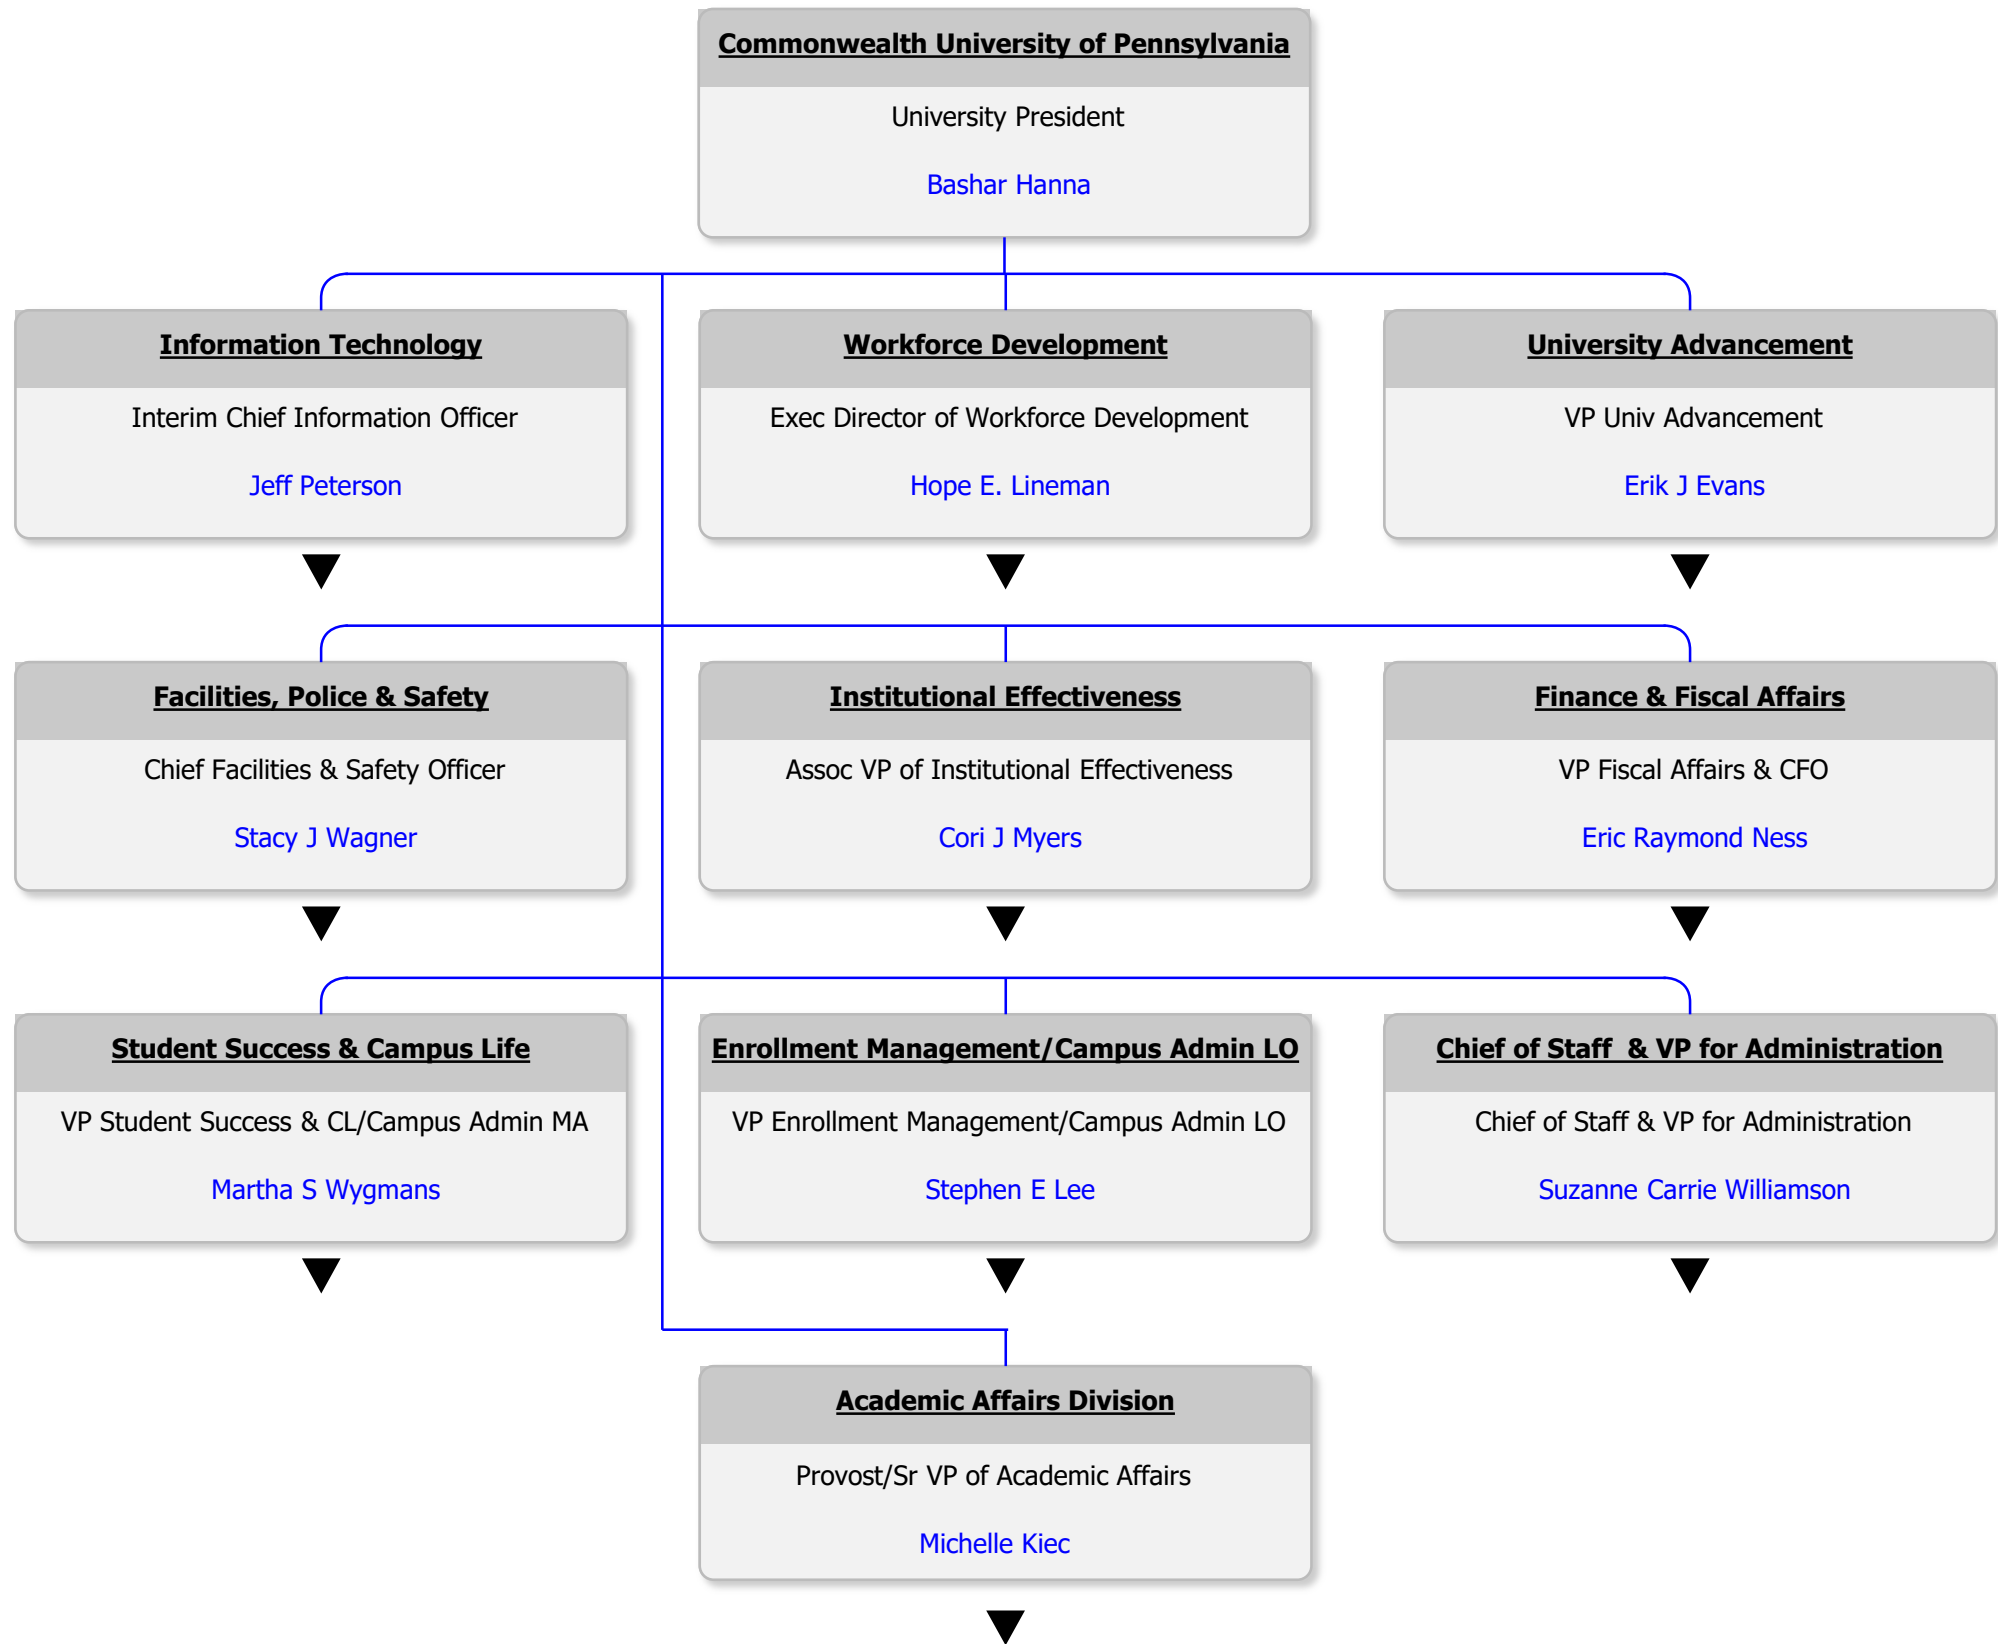 Commonwealth University of Pennsylvania
University President
Bashar Hanna
Information Technology
Interim Chief Information Officer
Jeff Peterson
Workforce Development
Exec Director of Workforce Development
Hope E. Lineman
University Advancement
VP Univ Advancement
Erik J Evans
Facilities, Police & Safety
Chief Facilities & Safety Officer
Stacy J Wagner
Institutional Effectiveness
Assoc VP of Institutional Effectiveness
Cori J Myers
Finance & Fiscal Affairs
VP Fiscal Affairs & CFO
Eric Raymond Ness
Student Success & Campus Life
VP Student Success & CL/Campus Admin MA
Martha S Wygmans
Enrollment Management/Campus Admin LO
VP Enrollment Management/Campus Admin LO
Stephen E Lee
Chief of Staff  & VP for Administration
Chief of Staff & VP for Administration
Suzanne Carrie Williamson
Academic Affairs Division
Provost/Sr VP of Academic Affairs
Michelle Kiec